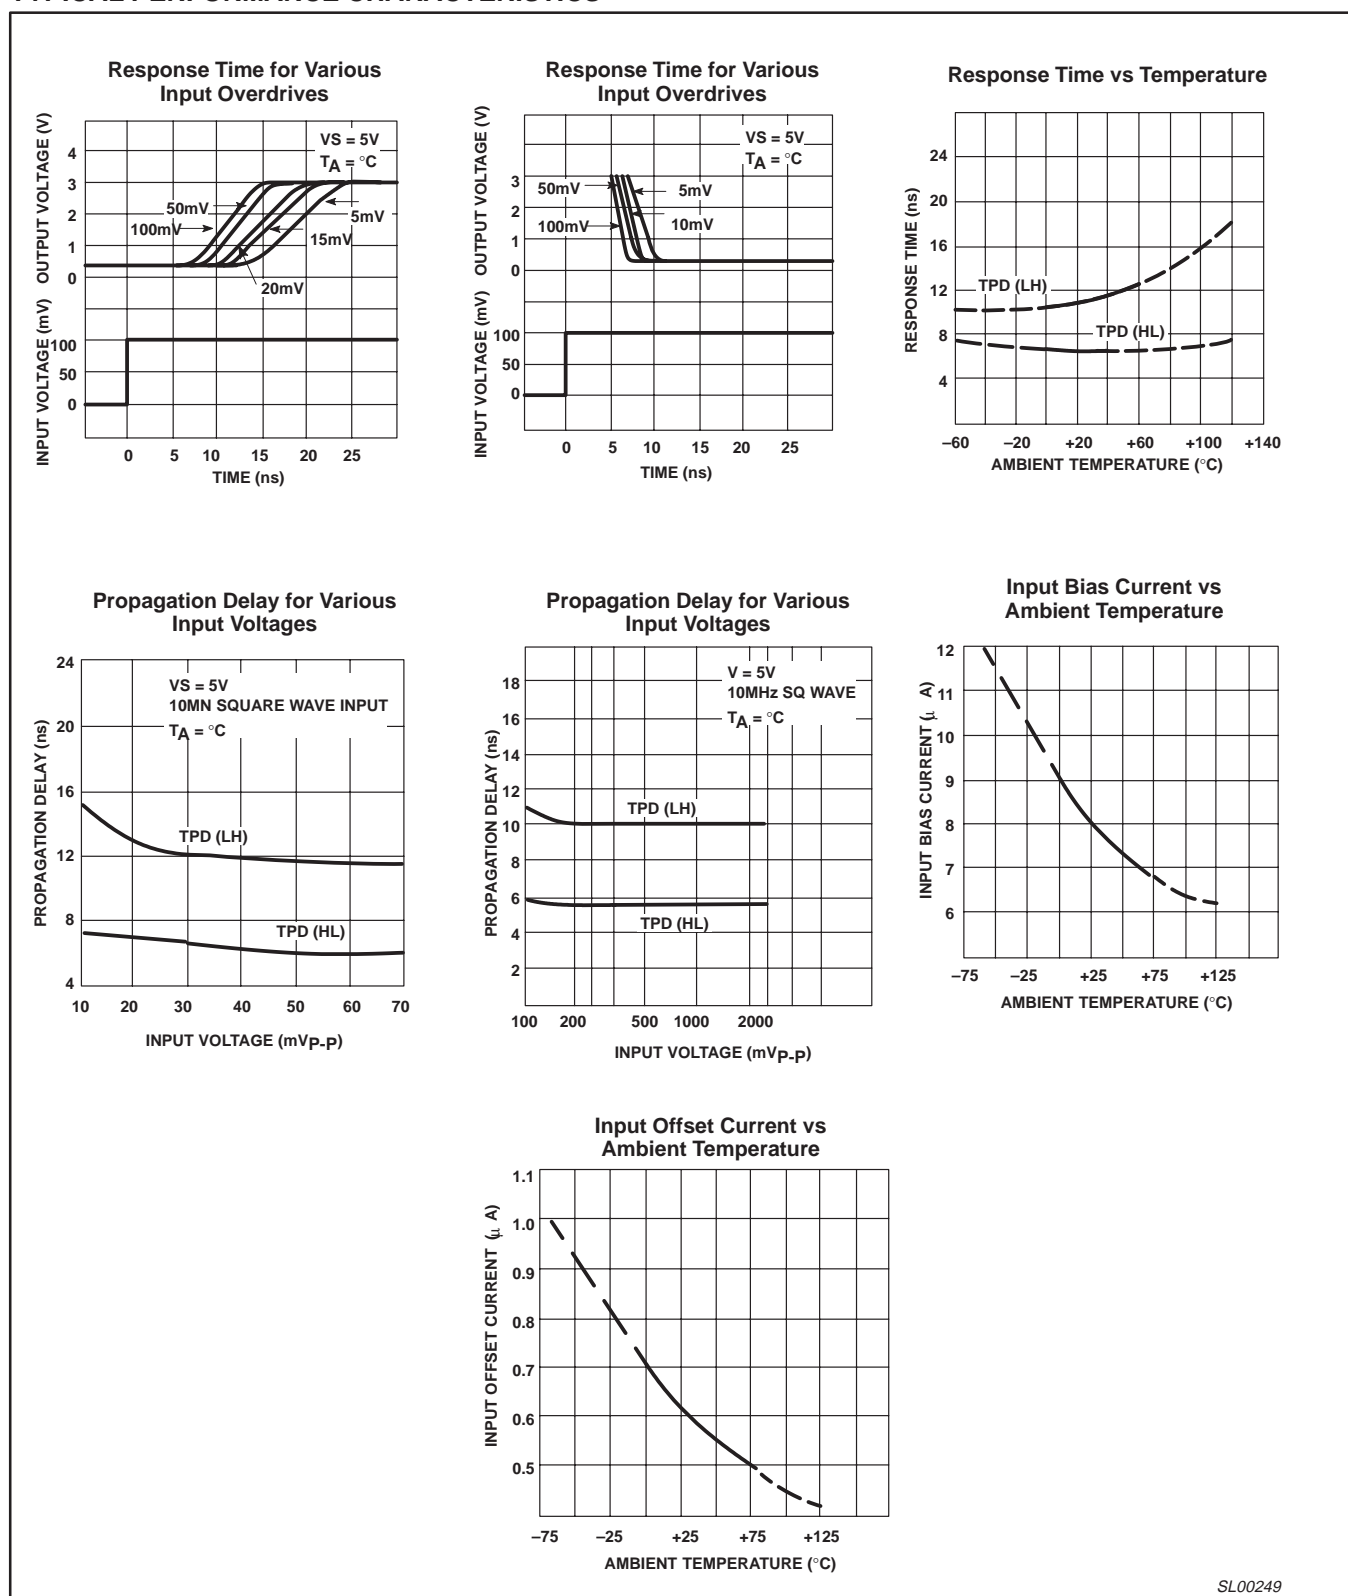 TYPICAL PERFORMANCE CHARACTERISTICS
Response Time for Various
Input Overdrives
OUTPUT VOLTAGE (V)
INPUT VOLTAGE (mV)
4
3
2
1
0
100
50
0
VS = 5V
TA = °C
50mV
100mV
5mV
15mV
20mV
0 5 10 15 20 25
TIME (ns)
Response Time for Various
Input Overdrives
OUTPUT VOLTAGE (V)
INPUT VOLTAGE (mV)
3
2
1
0
100
50
0
VS = 5V
TA = °C
50mV
5mV
100mV
10mV
0 5 10 15 20 25
TIME (ns)
Response Time vs Temperature
RESPONSE TIME (ns)
24
20
16
12
8
4
TPD (LH)
TPD (HL)
–60 –20 +20 +60 +100 +140
AMBIENT TEMPERATURE (°C)
Propagation Delay for Various
Input Voltages
PROPAGATION DELAY (ns)
24
20
16
12
8
4
VS = 5V
10MN SQUARE WAVE INPUT
TA = °C
TPD (LH)
TPD (HL)
10 20 30 40 50 60 70
INPUT VOLTAGE (mVP-P)
Propagation Delay for Various
Input Voltages
PROPAGATION DELAY (ns)
18
16
14
12
10
8
6
4
2
V = 5V
10MHz SQ WAVE
TA = °C
TPD (LH)
TPD (HL)
100 200 500 1000 2000
INPUT VOLTAGE (mVP-P)
Input Bias Current vs
Ambient Temperature
INPUT BIAS CURRENT (μ A)
12
11
10
9
8
7
6
–75 –25 +25 +75 +125
AMBIENT TEMPERATURE (°C)
Input Offset Current vs
Ambient Temperature
INPUT OFFSET CURRENT (μ A)
1.1
1.0
0.9
0.8
0.7
0.6
0.5
–75 –25 +25 +75 +125
AMBIENT TEMPERATURE (°C)
SL00249